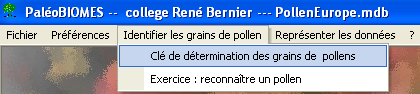 PaléoBIOMES -- college René Bernier --- PollenEurope.mdb
Fichier Préférences Identifier les grains de pollen Représenter les données ?
Clé de détermination des grains de pollens
Exercice : reconnaître un pollen